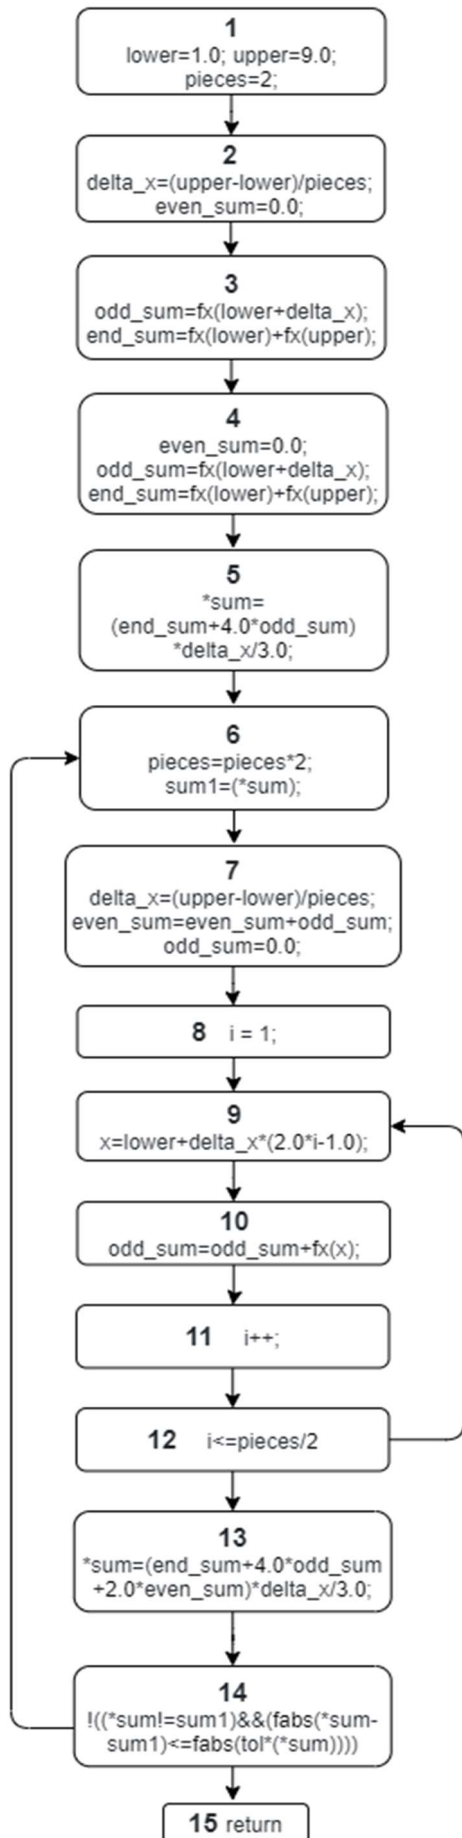 1
lower=1.0; upper=9.0;
pieces=2;
2
delta_x=(upper-lower)/pieces;
even_sum=0.0;
3
odd_sum=fx(lower+delta_x);
end_sum=fx(lower)+fx(upper);
4
even_sum=0.0;
odd_sum=fx(lower+delta_x);
end_sum=fx(lower)+fx(upper);
5
*sum=
(end_sum+4.0*odd_sum)
*delta_x/3.0;
6
pieces=pieces*2;
sum1=(*sum);
7
delta_x=(upper-lower)/pieces;
even_sum=even_sum+odd_sum;
odd_sum=0.0;
8 i = 1;
9
x=lower+delta_x*(2.0*i-1.0);
10
odd_sum=odd_sum+fx(x);
11 i++;
12 i<=pieces/2
13
*sum=(end_sum+4.0*odd_sum
+2.0*even_sum)*delta_x/3.0;
14
!((*sum!=sum1)&&(fabs(*sum-
sum1)<=fabs(tol*(*sum))))
15 return